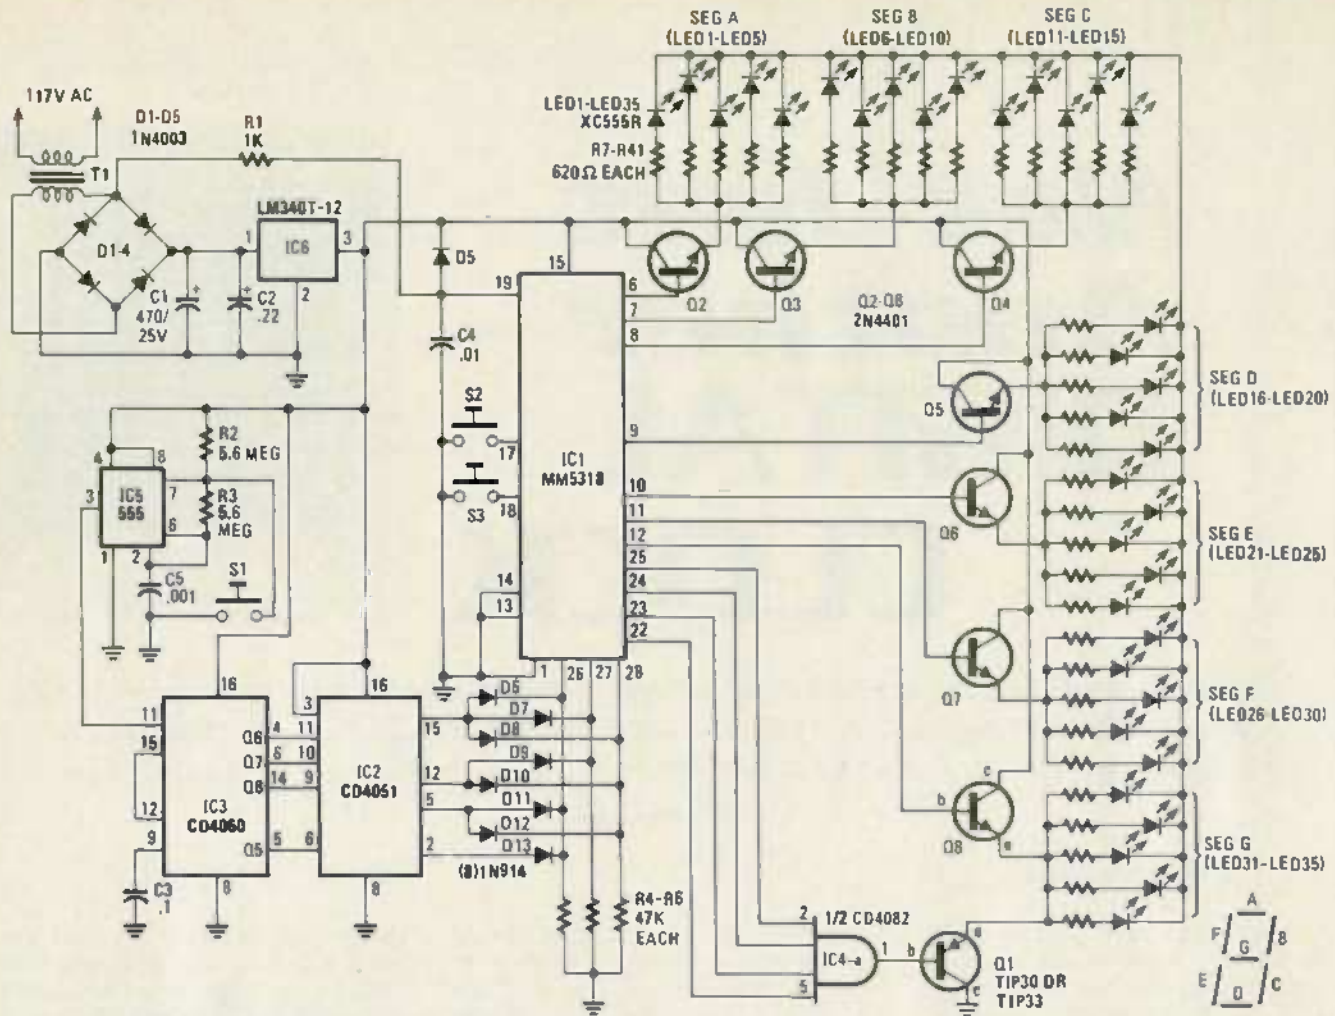 SEG A
(LED1-LED5)
SEG B
(LED6-LED10)
SEG C
(LED11-LED15)
117V AC
D1-D5
1N4003
R1
1K
T1
LED1-LED35
XC555R
R7-R41
620Ω EACH
LM340T-12
1
IC6
3
2
D1-4
C1
470/
25V
+
C2
.22
+
D5
C4
.01
19
15
6
7
8
Q2
Q3
Q4
Q2-Q8
2N4401
Q5
9
SEG D
(LED16-LED20)
S2
17
S3
18
IC1
MM5318
10
11
12
25
24
23
22
14
13
1
26
27
28
Q6
SEG E
(LED21-LED25)
Q7
SEG F
(LED26-LED30)
c
b
e
Q8
SEG G
(LED31-LED35)
R2
5.6 MEG
R3
5.6
MEG
4
8
3
IC5
555
7
6
1
2
C5
.001
S1
16
11
15
12
9
IC3
CD4060
Q6
4
Q7
6
Q8
14
Q5
5
8
C3
.1
3
16
11
10
9
6
IC2
CD4051
15
12
5
2
8
D6
D7
D8
D9
D10
D11
D12
D13
(8)1N914
R4-R6
47K
EACH
1/2 CD4082
2
5
IC4-a
1
b
e
c
Q1
TIP30 OR
TIP33
A
F
B
G
E
D
C